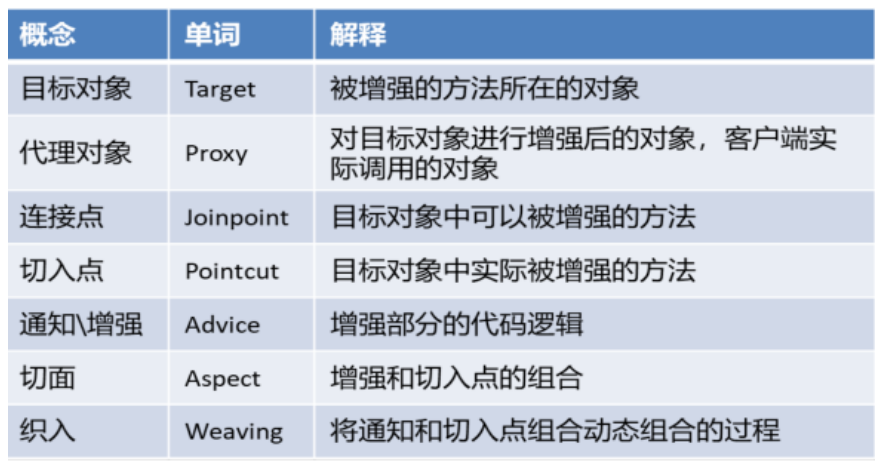 概念 单词 解释
目标对象 Target 被增强的方法所在的对象
代理对象 Proxy 对目标对象进行增强后的对象，客户端实
际调用的对象
连接点 Joinpoint 目标对象中可以被增强的方法
切入点 Pointcut 目标对象中实际被增强的方法
通知\增强 Advice 增强部分的代码逻辑
切面 Aspect 增强和切入点的组合
织入 Weaving 将通知和切入点组合动态组合的过程